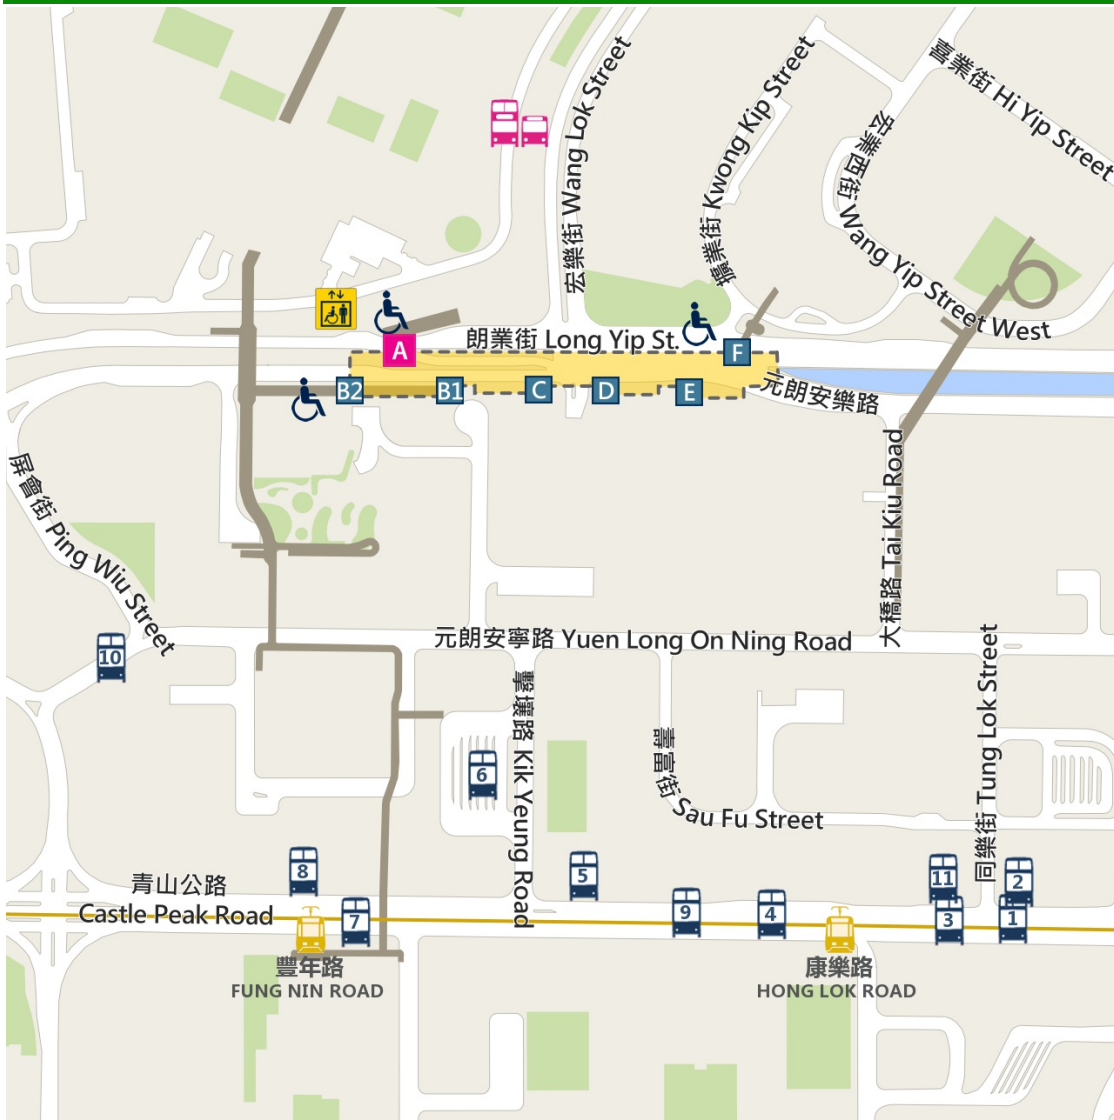 喜業街 Hi Yip Street
宏樂街 Wang Lok Street
擴業街 Kwong Kip Street
宏業西街 Wang Yip Street West
朗業街 Long Yip St.
A
F
B2
B1
C
D
E
元朗安樂路
屏會街 Ping Wiu Street
大橋路 Tai Kiu Road
元朗安寧路 Yuen Long On Ning Road
10
擊壤路 Kik Yeung Road
壽富街 Sau Fu Street
同樂街 Tung Lok Street
6
8
5
11
2
青山公路
Castle Peak Road
7
9
4
3
1
豐年路
FUNG NIN ROAD
康樂路
HONG LOK ROAD